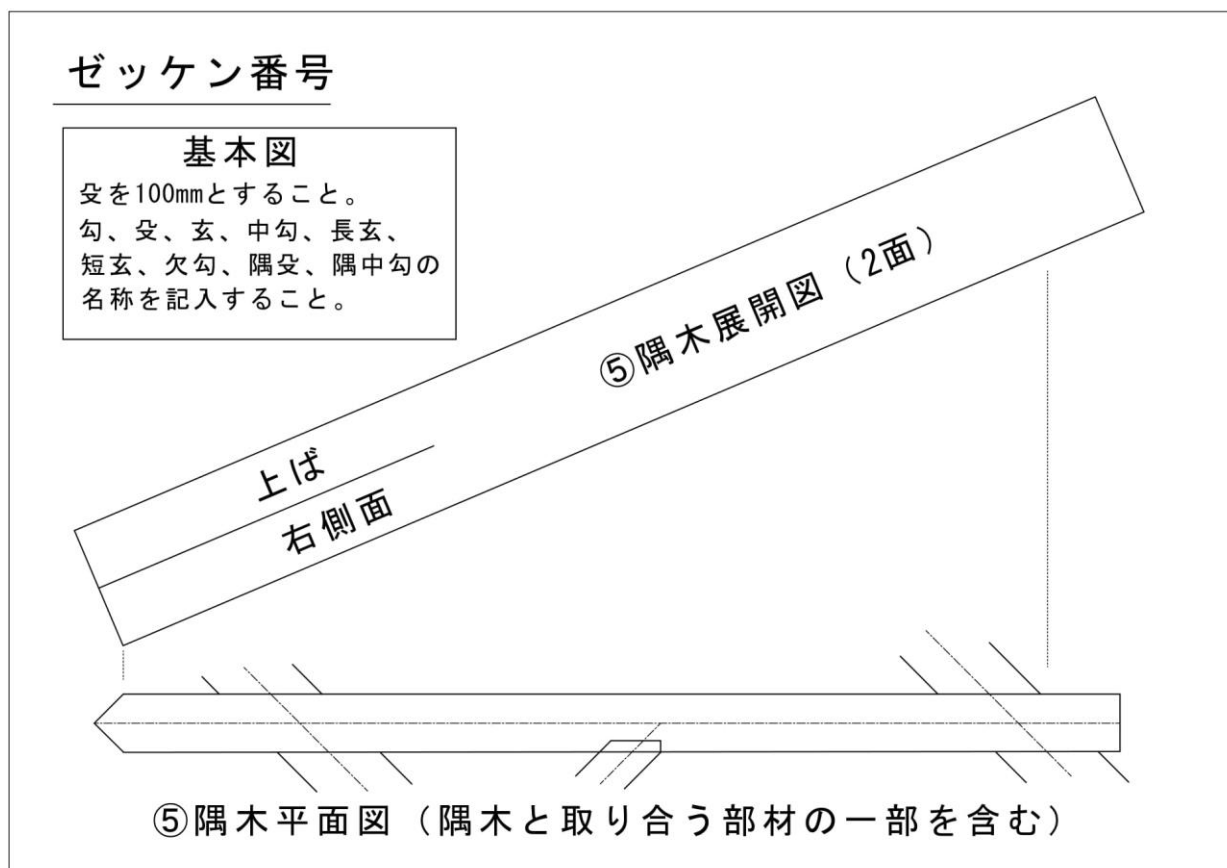 ゼッケン番号
基本図
殳を100mmとすること。
勾、殳、玄、中勾、長玄、
短玄、欠勾、隅殳、隅中勾の
名称を記入すること。
⑤隅木展開図（2面）
上ば
右側面
⑤隅木平面図（隅木と取り合う部材の一部を含む）